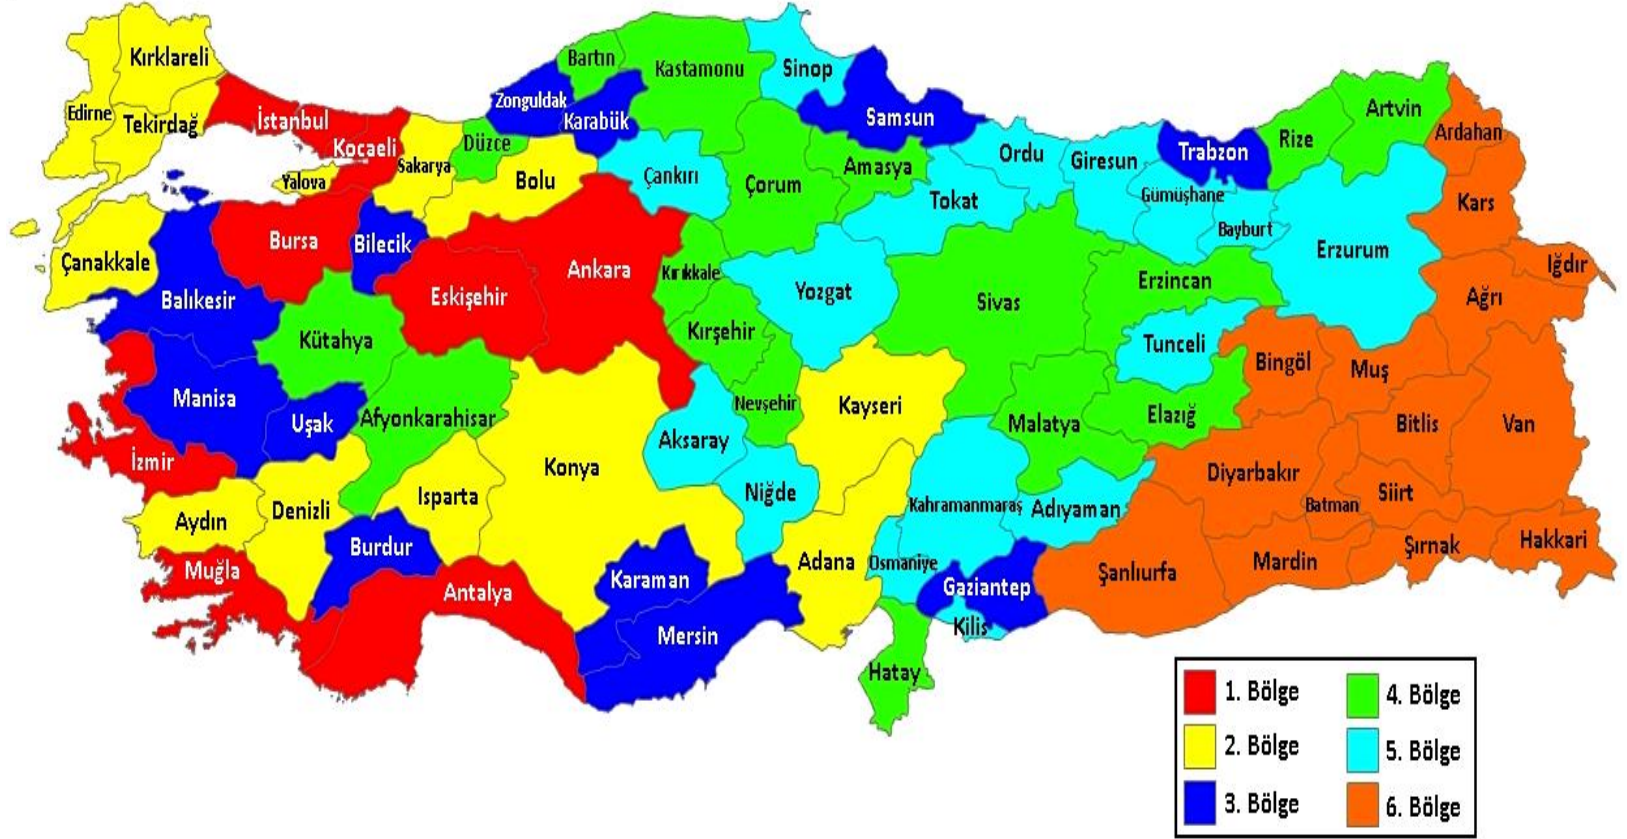 Kırklareli
Edirne
Tekirdağ
İstanbul
Kocaeli
Yalova
Sakarya
Düzce
Bolu
Zonguldak
Bartın
Karabük
Kastamonu
Sinop
Çankırı
Samsun
Amasya
Çorum
Tokat
Ordu
Giresun
Trabzon
Gümüşhane
Bayburt
Rize
Artvin
Ardahan
Kars
Iğdır
Ağrı
Erzurum
Erzincan
Tunceli
Sivas
Yozgat
Kırıkkale
Kırşehir
Ankara
Eskişehir
Bilecik
Bursa
Çanakkale
Balıkesir
Kütahya
Manisa
Uşak
Afyonkarahisar
İzmir
Aydın
Denizli
Isparta
Konya
Aksaray
Nevşehir
Niğde
Kayseri
Malatya
Elazığ
Bingöl
Muş
Bitlis
Van
Diyarbakır
Batman
Siirt
Şırnak
Hakkari
Mardin
Şanlıurfa
Adıyaman
Kahramanmaraş
Osmaniye
Gaziantep
Kilis
Hatay
Adana
Mersin
Karaman
Burdur
Antalya
Muğla
1. Bölge
2. Bölge
3. Bölge
4. Bölge
5. Bölge
6. Bölge